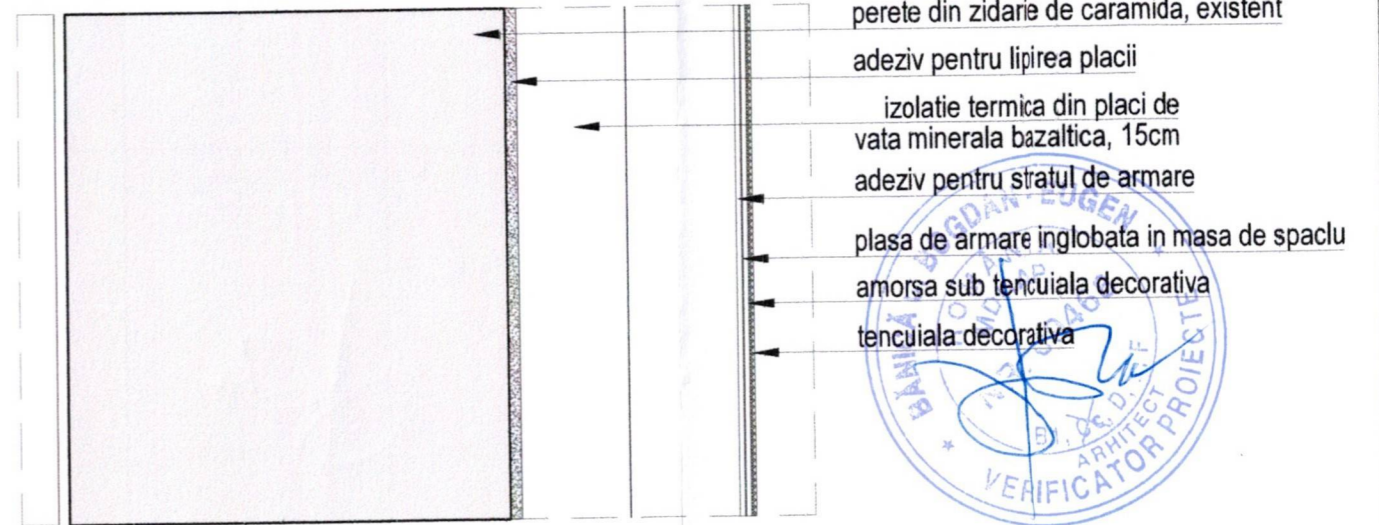 perete din zidarie de caramida, existent
adeziv pentru lipirea placii
izolatie termica din placi de
vata minerala bazaltica, 15cm
adeziv pentru stratul de armare
plasa de armare inglobata in masa de spaclu
amorsa sub tencuiala decorativa
tencuiala decorativa
BĂNICĂ BOGDAN-EUGEN
ARHITECT
VERIFICATOR PROIECTE